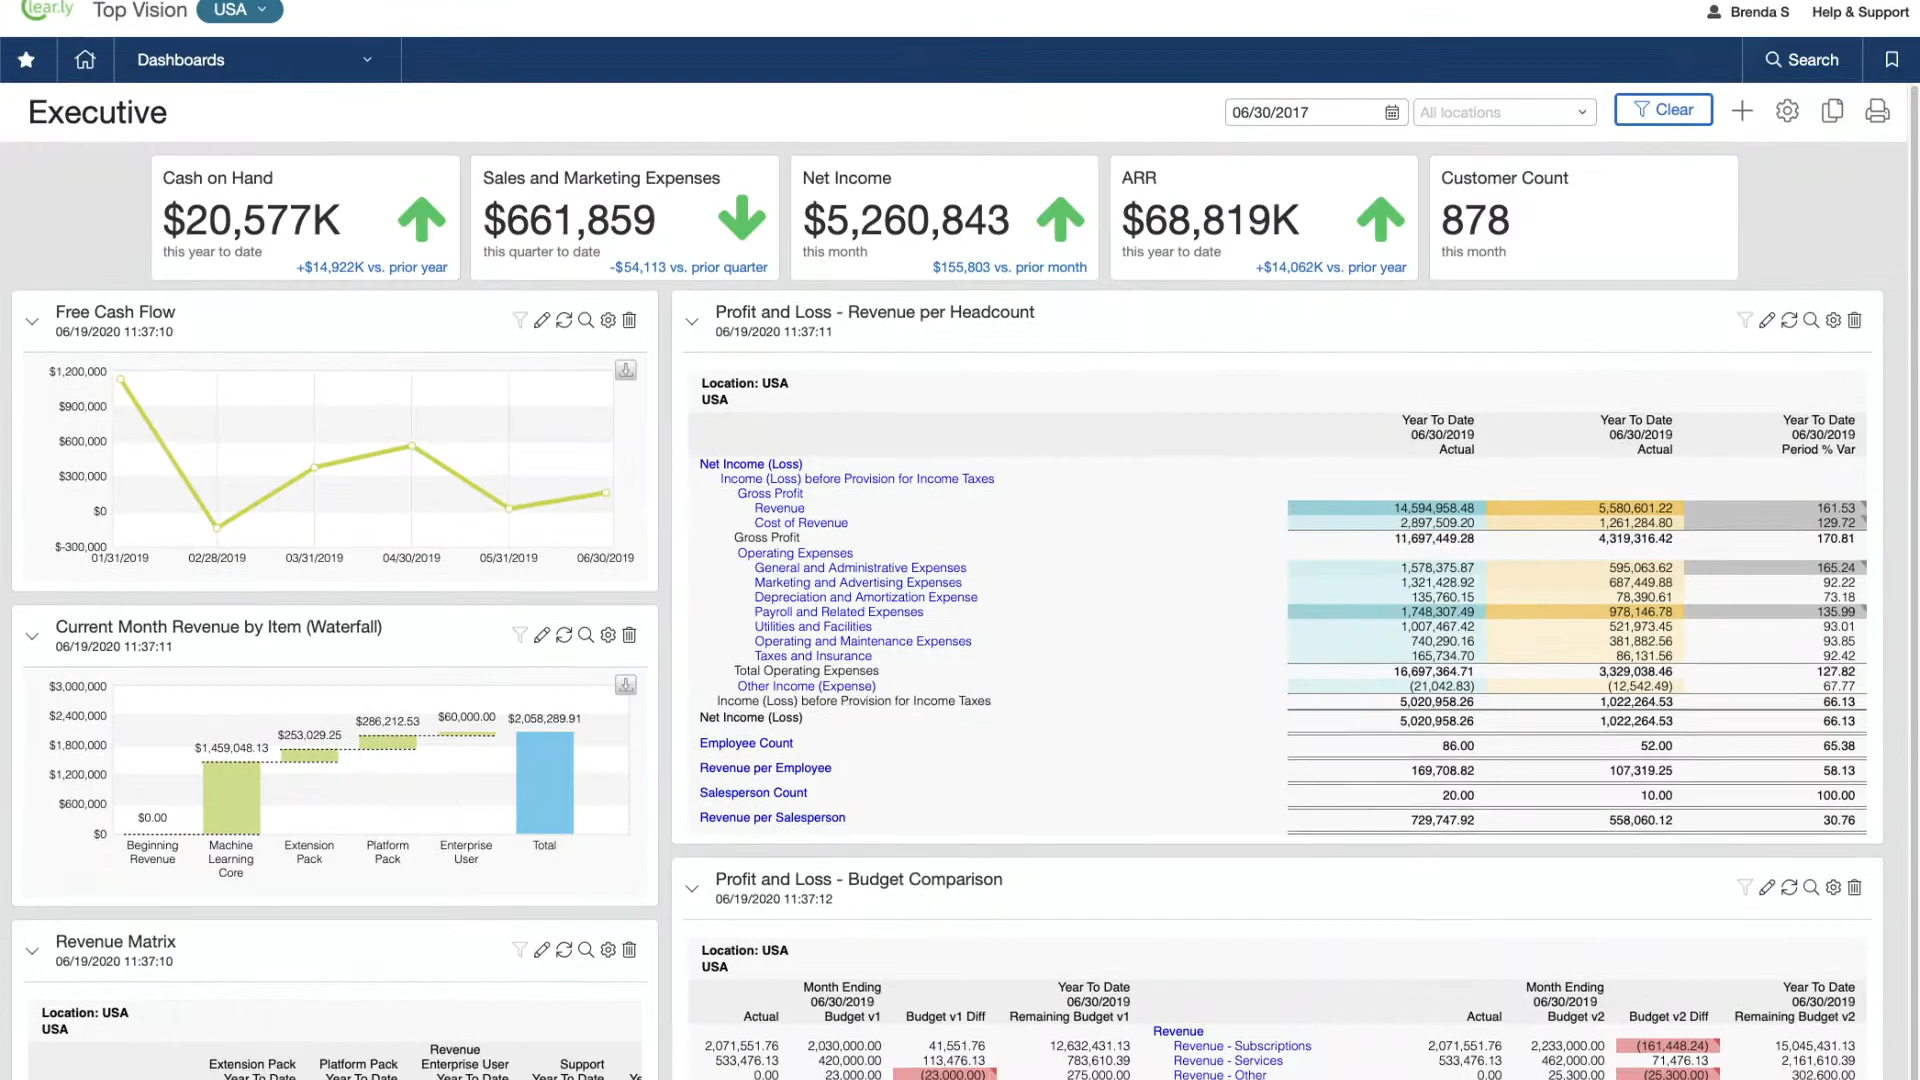 lear.ly Top Vision USA Brenda S Help & Support
Dashboards Search
Executive 06/30/2017 All locations Clear
Cash on Hand
$20,577K
this year to date
+$14,922K vs. prior year
Sales and Marketing Expenses
$661,859
this quarter to date
-$54,113 vs. prior quarter
Net Income
$5,260,843
this month
$155,803 vs. prior month
ARR
$68,819K
this year to date
+$14,062K vs. prior year
Customer Count
878
this month
Free Cash Flow
06/19/2020 11:37:10
$1,200,000
$900,000
$600,000
$300,000
$0
$-300,000
01/31/2019 02/28/2019 03/31/2019 04/30/2019 05/31/2019 06/30/2019
Current Month Revenue by Item (Waterfall)
06/19/2020 11:37:11
$3,000,000
$2,400,000
$1,800,000
$1,200,000
$600,000
$0
$0.00 $1,459,048.13 $253,029.25 $286,212.53 $60,000.00 $2,058,289.91
Beginning Machine Extension Platform Enterprise Total
Revenue Learning Pack Pack User
Core
Revenue Matrix
06/19/2020 11:37:10
Location: USA
USA
Revenue
Extension Pack Platform Pack Enterprise User Support
Year To Date Year To Date Year To Date Year To Date
Profit and Loss - Revenue per Headcount
06/19/2020 11:37:11
Location: USA
USA
Year To Date Year To Date Year To Date
06/30/2019 06/30/2019 06/30/2019
Actual Actual Period % Var
Net Income (Loss)
Income (Loss) before Provision for Income Taxes
Gross Profit
Revenue 14,594,958.48 5,580,601.22 161.53
Cost of Revenue 2,897,509.20 1,261,284.80 129.72
Gross Profit 11,697,449.28 4,319,316.42 170.81
Operating Expenses
General and Administrative Expenses 1,578,375.87 595,063.62 165.24
Marketing and Advertising Expenses 1,321,428.92 687,449.88 92.22
Depreciation and Amortization Expense 135,760.15 78,390.61 73.18
Payroll and Related Expenses 1,748,307.49 978,146.78 135.99
Utilities and Facilities 1,007,467.42 521,973.45 93.01
Operating and Maintenance Expenses 740,290.16 381,882.56 93.85
Taxes and Insurance 165,734.70 86,131.56 92.42
Total Operating Expenses 16,697,364.71 3,329,038.46 127.82
Other Income (Expense) (21,042.83) (12,542.49) 67.77
Income (Loss) before Provision for Income Taxes 5,020,958.26 1,022,264.53 66.13
Net Income (Loss) 5,020,958.26 1,022,264.53 66.13
Employee Count 86.00 52.00 65.38
Revenue per Employee 169,708.82 107,319.25 58.13
Salesperson Count 20.00 10.00 100.00
Revenue per Salesperson 729,747.92 558,060.12 30.76
Profit and Loss - Budget Comparison
06/19/2020 11:37:12
Location: USA
USA
Month Ending Year To Date Month Ending Year To Date
06/30/2019 06/30/2019 06/30/2019 06/30/2019
Actual Budget v1 Budget v1 Diff Remaining Budget v1 Actual Budget v2 Budget v2 Diff Remaining Budget v2
Revenue
2,071,551.76 2,030,000.00 41,551.76 12,632,431.13 Revenue - Subscriptions 2,071,551.76 2,233,000.00 (161,448.24) 15,045,431.13
533,476.13 420,000.00 113,476.13 783,610.39 Revenue - Services 533,476.13 462,000.00 71,476.13 2,161,610.39
0.00 23,000.00 (23,000.00) 275,000.00 Revenue - Other 0.00 25,300.00 (25,300.00) 302,600.00